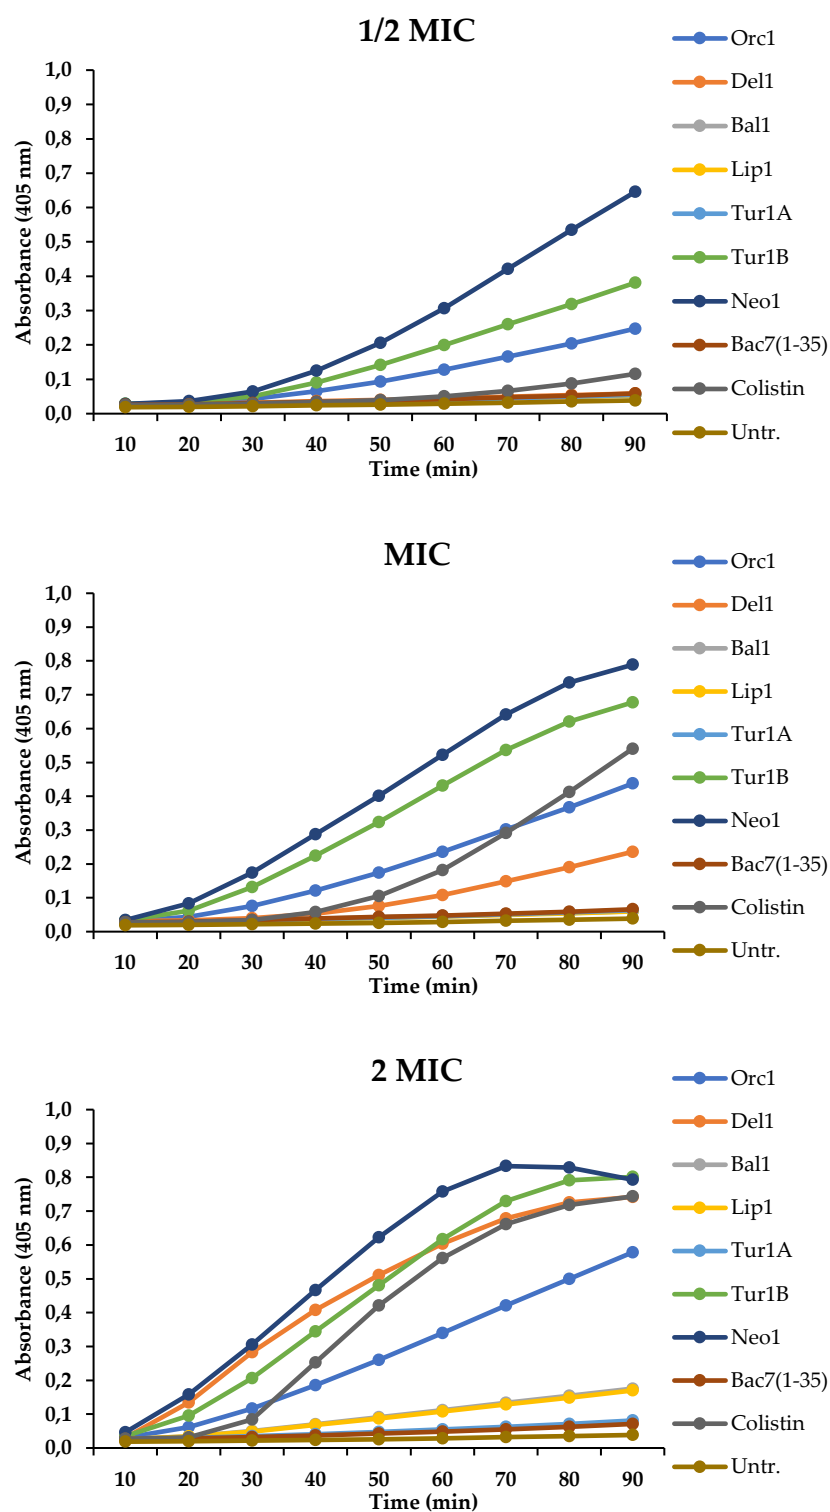 1/2 MIC
Absorbance (405 nm)
1,0
0,9
0,8
0,7
0,6
0,5
0,4
0,3
0,2
0,1
0,0
10 20 30 40 50 60 70 80 90
Time (min)
Orc1
Del1
Bal1
Lip1
Tur1A
Tur1B
Neo1
Bac7(1-35)
Colistin
Untr.
MIC
Absorbance (405 nm)
1,0
0,9
0,8
0,7
0,6
0,5
0,4
0,3
0,2
0,1
0,0
10 20 30 40 50 60 70 80 90
Time (min)
Orc1
Del1
Bal1
Lip1
Tur1A
Tur1B
Neo1
Bac7(1-35)
Colistin
Untr.
2 MIC
Absorbance (405 nm)
1,0
0,9
0,8
0,7
0,6
0,5
0,4
0,3
0,2
0,1
0,0
10 20 30 40 50 60 70 80 90
Time (min)
Orc1
Del1
Bal1
Lip1
Tur1A
Tur1B
Neo1
Bac7(1-35)
Colistin
Untr.